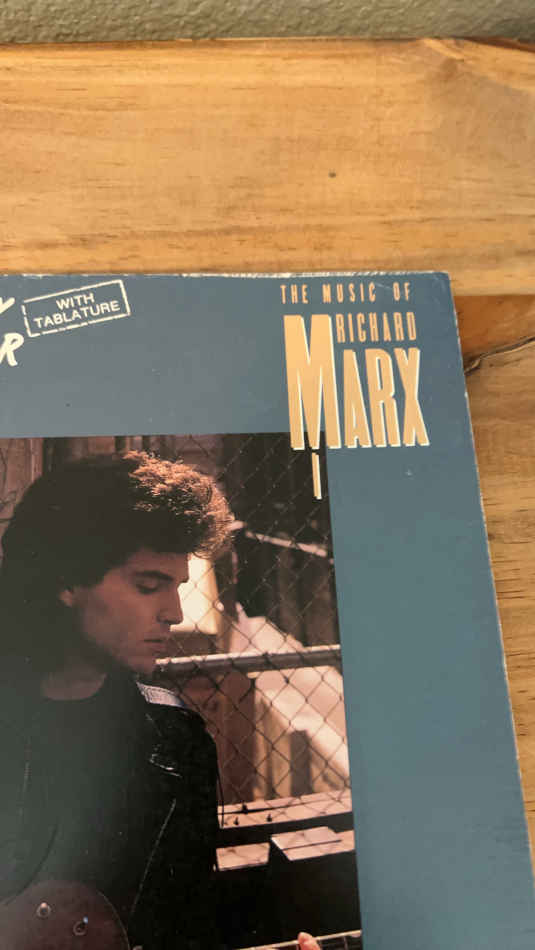 WITH
TABLATURE
THE MUSIC OF
RICHARD
MARX